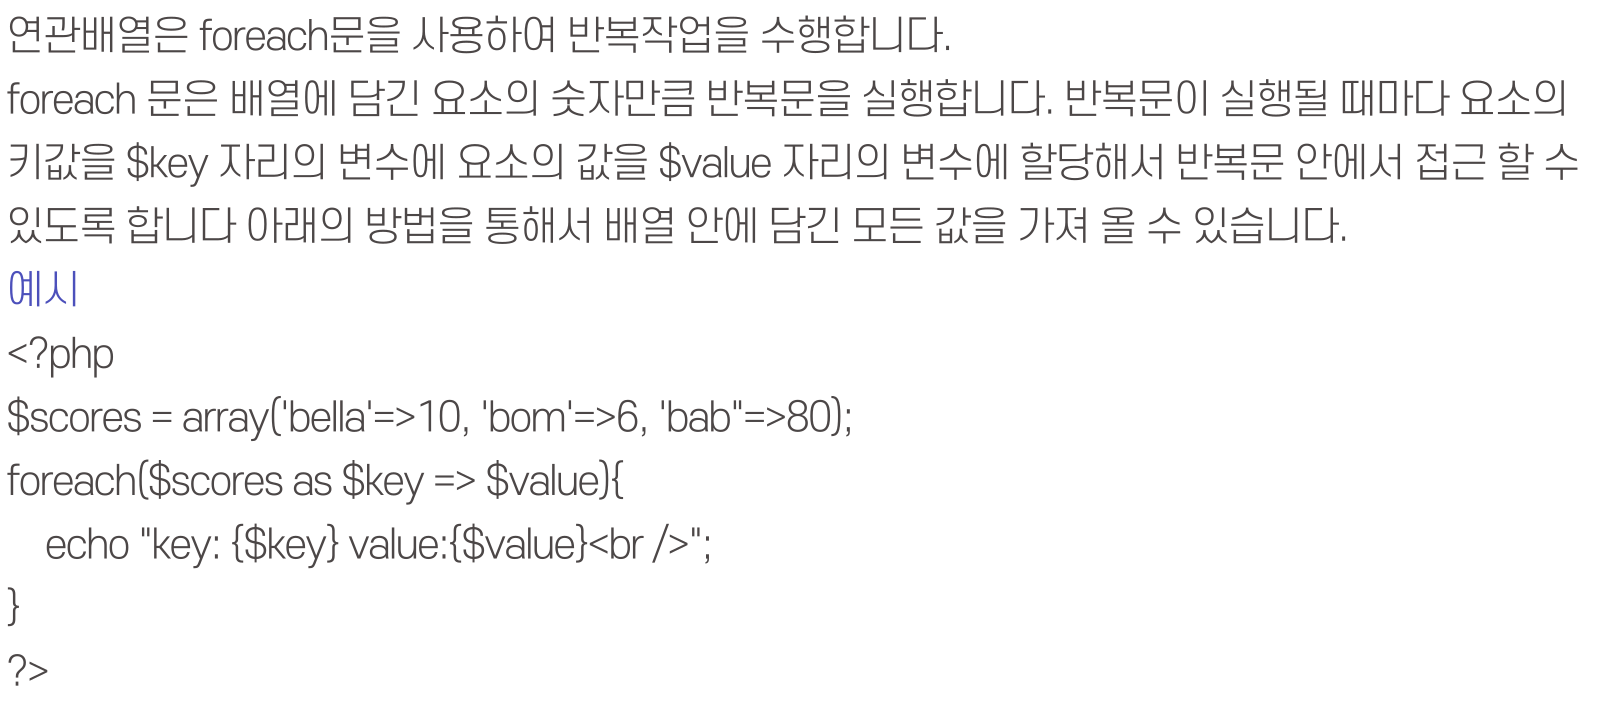 연관배열은 foreach문을 사용하여 반복작업을 수행합니다.
foreach 문은 배열에 담긴 요소의 숫자만큼 반복문을 실행합니다. 반복문이 실행될 때마다 요소의
키값을 $key 자리의 변수에 요소의 값을 $value 자리의 변수에 할당해서 반복문 안에서 접근 할 수
있도록 합니다 아래의 방법을 통해서 배열 안에 담긴 모든 값을 가져 올 수 있습니다.
예시
<?php
$scores = array('bella'=>10, 'bom'=>6, 'bab"=>80);
foreach($scores as $key => $value){
    echo "key: {$key} value:{$value}<br />";
}
?>